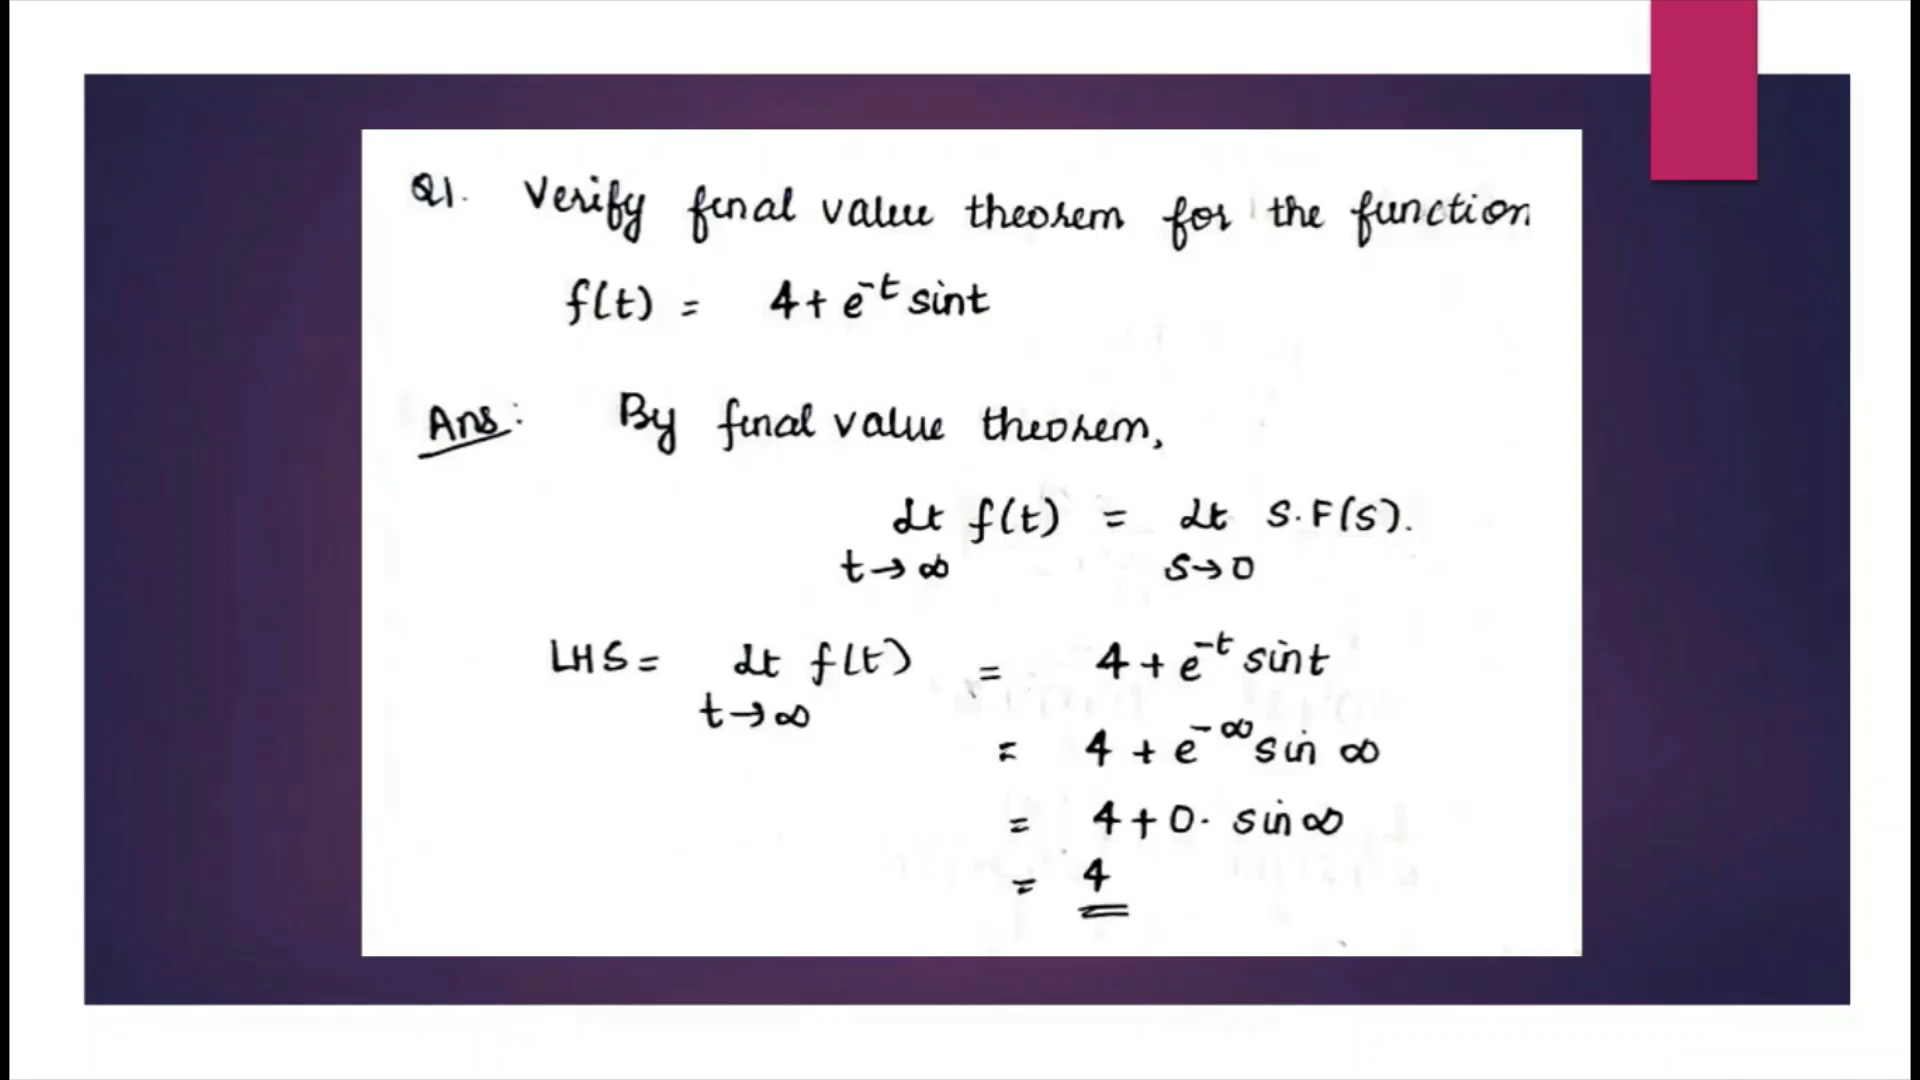 Q1. Verify final value theorem for the function
f(t) = 4 + e^-t sint
Ans: By final value theorem,
Lt f(t) = Lt S.F(S).
t→∞ S→0
LHS = Lt f(t) = 4 + e^-t sint
t→∞
= 4 + e^-∞ sin ∞
= 4 + 0. sin ∞
= 4